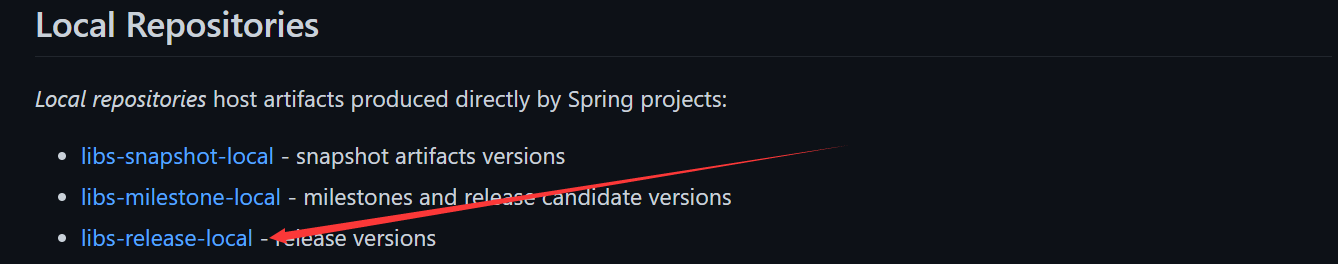 Local Repositories
Local repositories host artifacts produced directly by Spring projects:
libs-snapshot-local - snapshot artifacts versions
libs-milestone-local - milestones and release candidate versions
libs-release-local - release versions